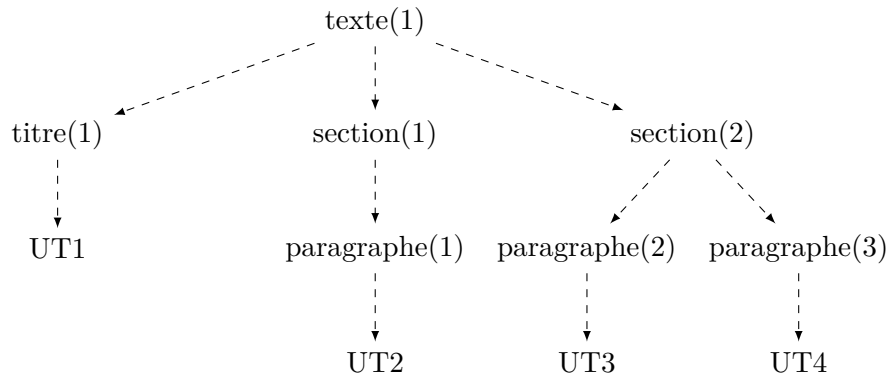 texte(1)
titre(1) section(1) section(2)
UT1 paragraphe(1) paragraphe(2) paragraphe(3)
UT2 UT3 UT4